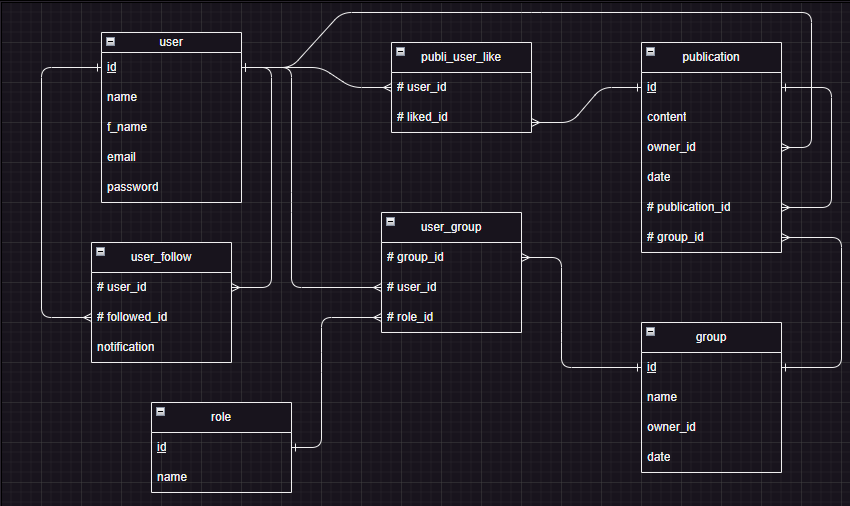 user
id
name
f_name
email
password
publi_user_like
# user_id
# liked_id
publication
id
content
owner_id
date
# publication_id
# group_id
user_follow
# user_id
# followed_id
notification
user_group
# group_id
# user_id
# role_id
group
id
name
owner_id
date
role
id
name